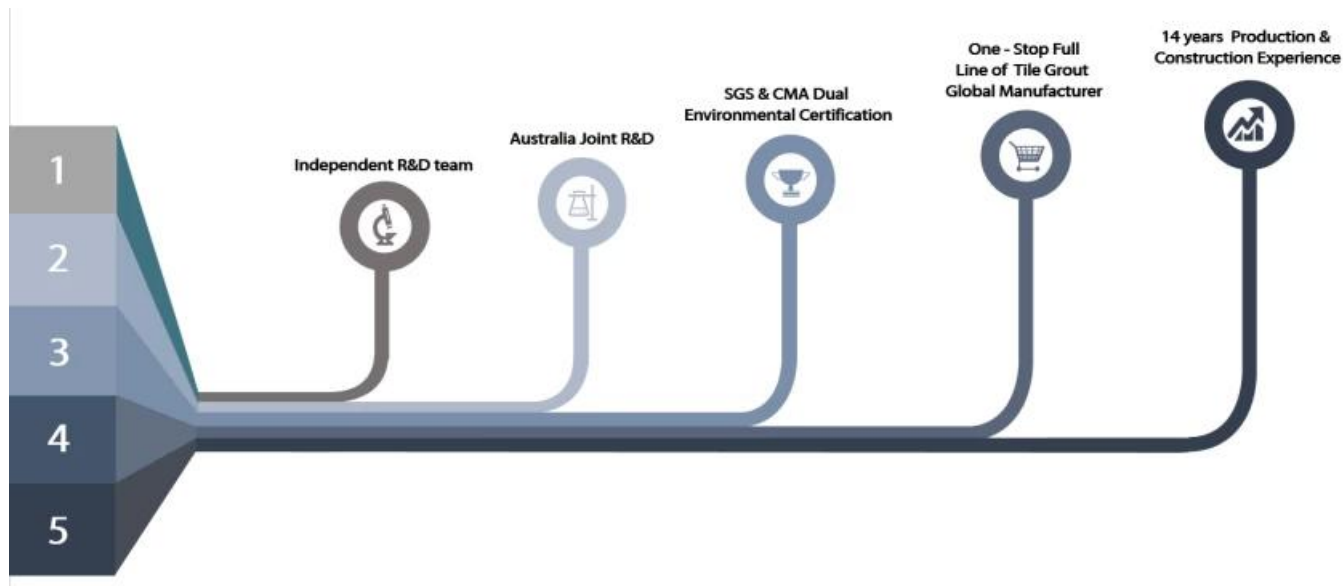 1
2
3
4
5
Independent R&D team
Australia Joint R&D
SGS & CMA Dual
Environmental Certification
One - Stop Full
Line of Tile Grout
Global Manufacturer
14 years Production &
Construction Experience